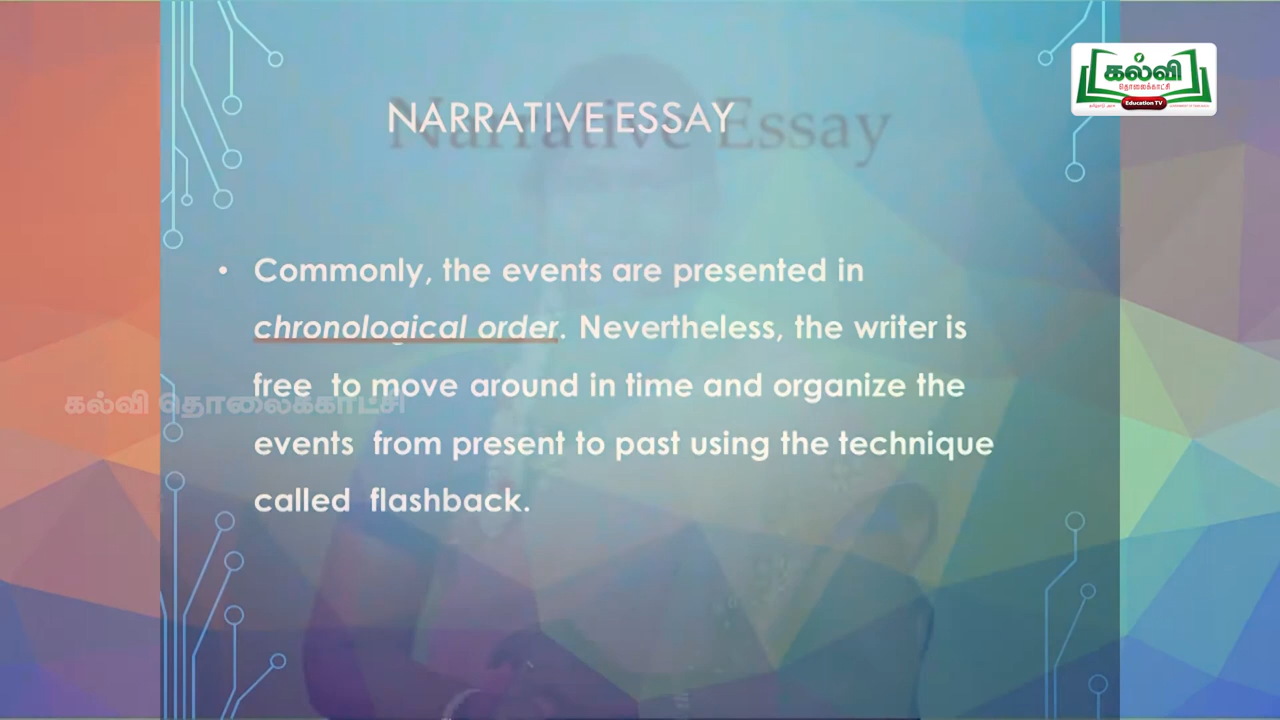 கல்வி
தொலைக்காட்சி
Education TV
NARRATIVE ESSAY
Narrative Essay
• Commonly, the events are presented in
chronological order. Nevertheless, the writer is
free to move around in time and organize the
events from present to past using the technique
called flashback.
கல்வி தொலைக்காட்சி